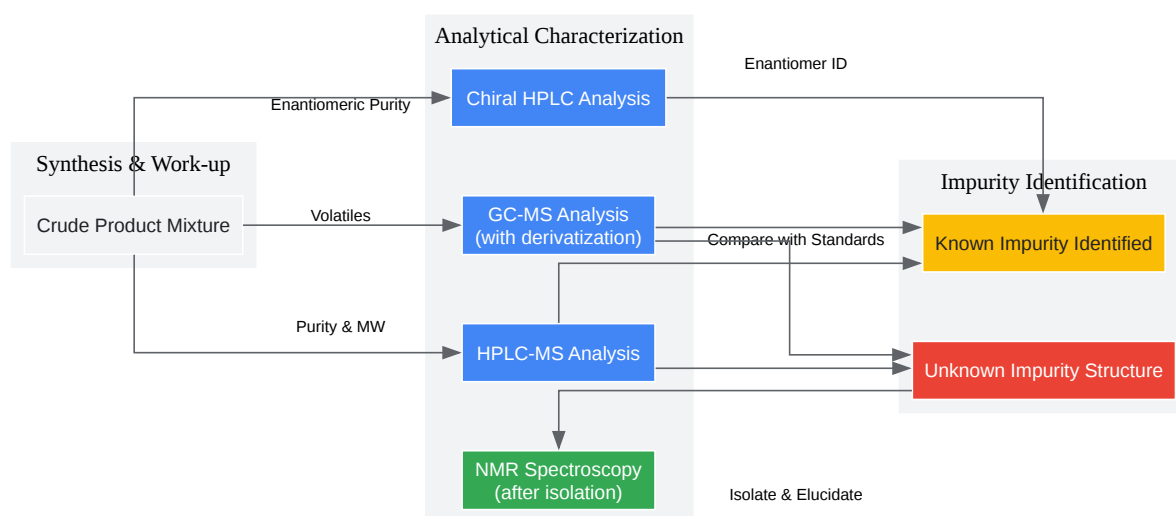 Analytical Characterization
Chiral HPLC Analysis
Enantiomer ID
Enantiomeric Purity
Synthesis & Work-up
Crude Product Mixture
Volatiles
GC-MS Analysis
(with derivatization)
Compare with Standards
Impurity Identification
Known Impurity Identified
Purity & MW
HPLC-MS Analysis
Unknown Impurity Structure
NMR Spectroscopy
(after isolation)
Isolate & Elucidate